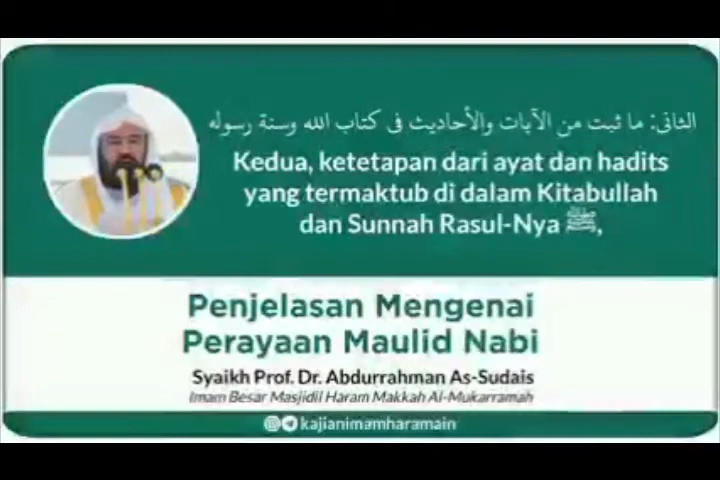 الثانى: ما ثبت من الآيات والأحاديث فى كتاب الله وسنة رسوله
Kedua, ketetapan dari ayat dan hadits
yang termaktub di dalam Kitabullah
dan Sunnah Rasul-Nya ﷺ,
Penjelasan Mengenai
Perayaan Maulid Nabi
Syaikh Prof. Dr. Abdurrahman As-Sudais
Imam Besar Masjidil Haram Makkah Al-Mukarramah
kajianimamharamain